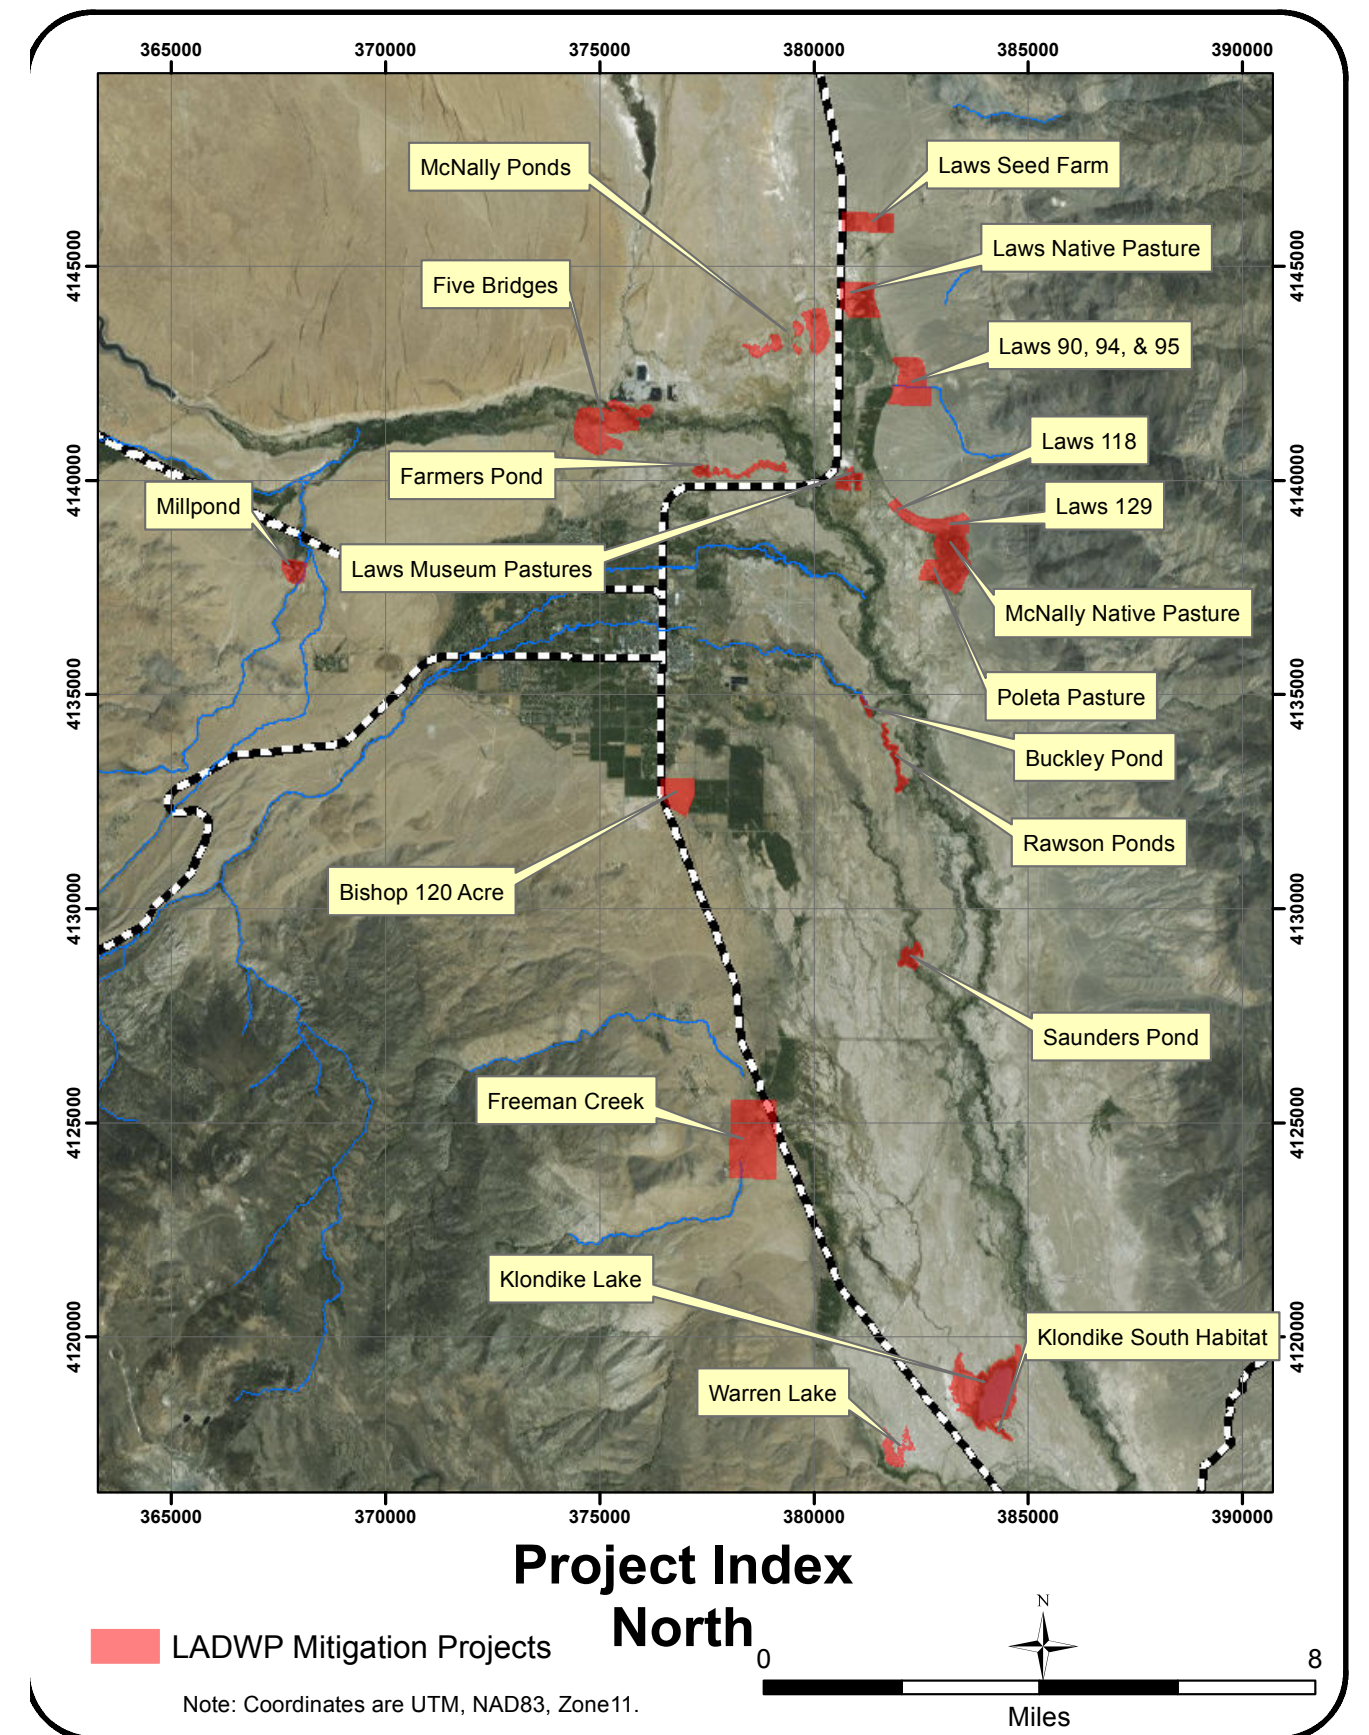 365000 370000 375000 380000 385000 390000
McNally Ponds
Laws Seed Farm
Laws Native Pasture
4145000 4145000
Five Bridges
Laws 90, 94, & 95
Laws 118
Farmers Pond
4140000 4140000
Millpond
Laws 129
Laws Museum Pastures
McNally Native Pasture
Poleta Pasture
4135000 4135000
Buckley Pond
Rawson Ponds
Bishop 120 Acre
4130000 4130000
Saunders Pond
Freeman Creek
4125000 4125000
Klondike Lake
Klondike South Habitat
4120000 4120000
Warren Lake
365000 370000 375000 380000 385000 390000
Project Index
North
N
LADWP Mitigation Projects
0 8
Note: Coordinates are UTM, NAD83, Zone11.
Miles